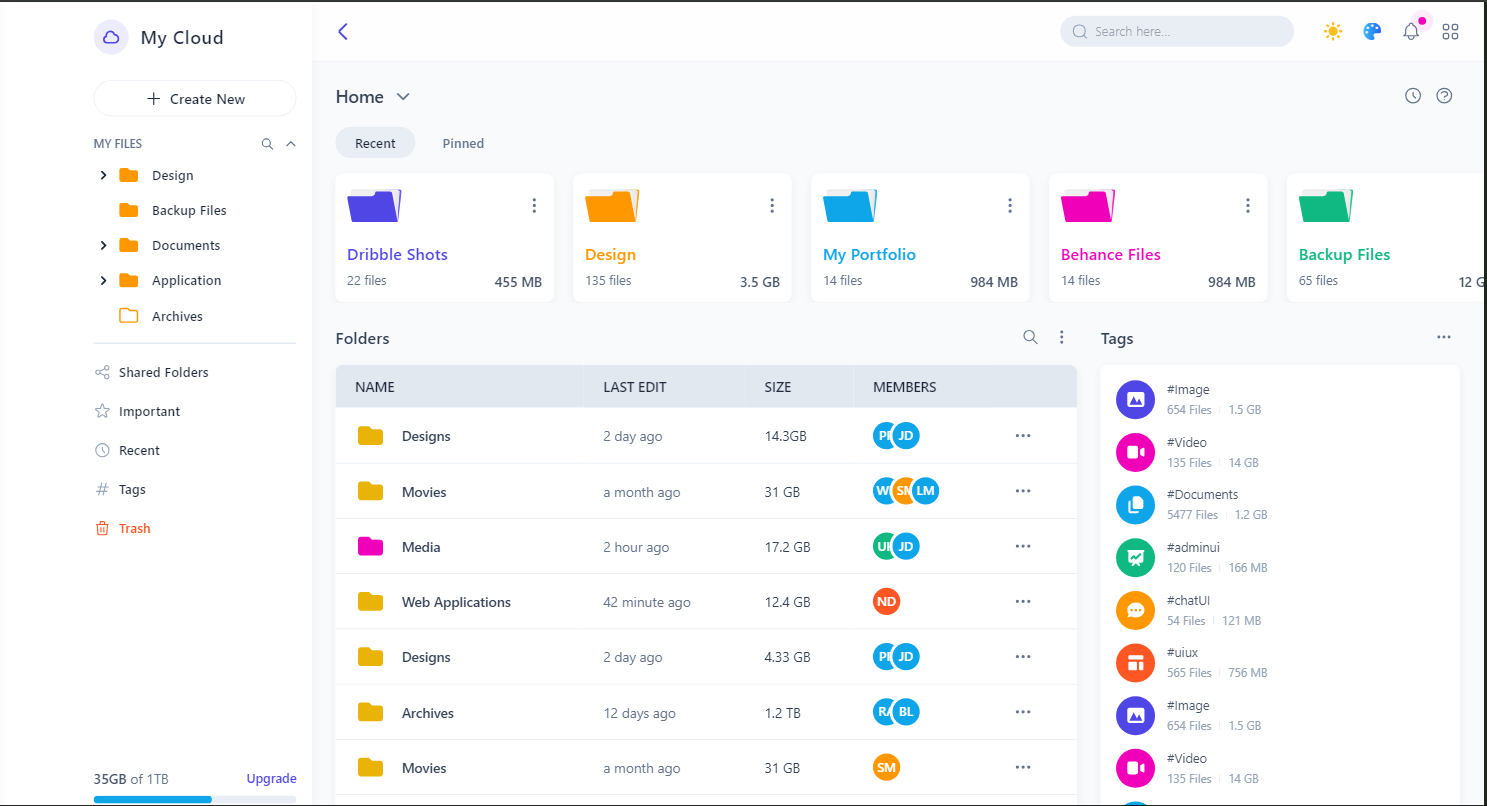 My Cloud
Search here...
Create New
MY FILES
Design
Backup Files
Documents
Application
Archives
Shared Folders
Important
Recent
Tags
Trash
35GB of 1TB Upgrade
Home
Recent Pinned
Dribble Shots
22 files 455 MB
Design
135 files 3.5 GB
My Portfolio
14 files 984 MB
Behance Files
14 files 984 MB
Backup Files
65 files 12 G
Folders
NAME LAST EDIT SIZE MEMBERS
Designs 2 day ago 14.3GB JD
Movies a month ago 31 GB LM
Media 2 hour ago 17.2 GB JD
Web Applications 42 minute ago 12.4 GB ND
Designs 2 day ago 4.33 GB JD
Archives 12 days ago 1.2 TB BL
Movies a month ago 31 GB SM
Tags
#Image
654 Files 1.5 GB
#Video
135 Files 14 GB
#Documents
5477 Files 1.2 GB
#adminui
120 Files 166 MB
#chatUI
54 Files 121 MB
#uiux
565 Files 756 MB
#Image
654 Files 1.5 GB
#Video
135 Files 14 GB